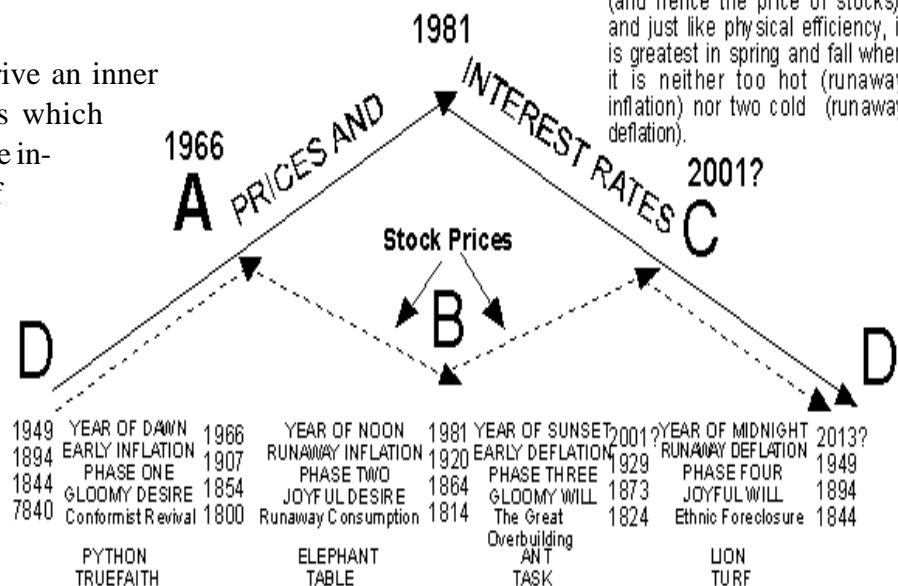 (and hence the price of stocks)
and just like physical efficiency, i
is greatest in spring and fall wher
it is neither too hot (runaway
inflation) nor two cold (runaway
deflation).
rive an inner
s which
e in-
1981
1966
A
PRICES AND
INTEREST RATES
2001?
C
Stock Prices
B
D
D
1949
1894
1844
7840
YEAR OF DAWN
EARLY INFLATION
PHASE ONE
GLOOMY DESIRE
Conformist Revival
PYTHON
TRUEFAITH
1966
1907
1854
1800
YEAR OF NOON
RUNAWAY INFLATION
PHASE TWO
JOYFUL DESIRE
Runaway Consumption
ELEPHANT
TABLE
1981
1920
1864
1814
YEAR OF SUNSET
EARLY DEFLATION
PHASE THREE
GLOOMY WILL
The Great
Overbuilding
ANT
TASK
2001?
1929
1873
1824
YEAR OF MIDNIGHT
RUNAWAY DEFLATION
PHASE FOUR
JOYFUL WILL
Ethnic Foreclosure
LION
TURF
2013?
1949
1894
1844